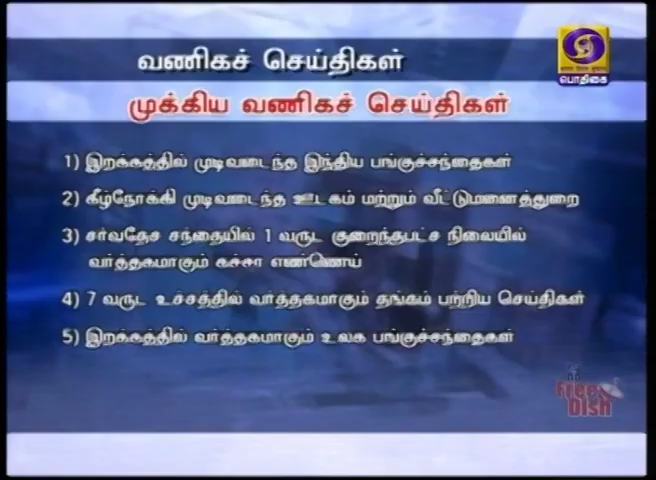 வணிகச் செய்திகள்
பொதிகை
முக்கிய வணிகச் செய்திகள்
1) இறக்கத்தில் முடிவடைந்த இந்திய பங்குச்சந்தைகள்
2) கீழ்நோக்கி முடிவடைந்த ஊடகம் மற்றும் வீட்டுமனைத்துறை
3) சர்வதேச சந்தையில் 1 வருட குறைந்தபட்ச நிலையில்
வர்த்தகமாகும் கச்சா எண்ணெய்
4) 7 வருட உச்சத்தில் வர்த்தகமாகும் தங்கம் பற்றிய செய்திகள்
5) இறக்கத்தில் வர்த்தகமாகும் உலக பங்குச்சந்தைகள்
Free
Dish